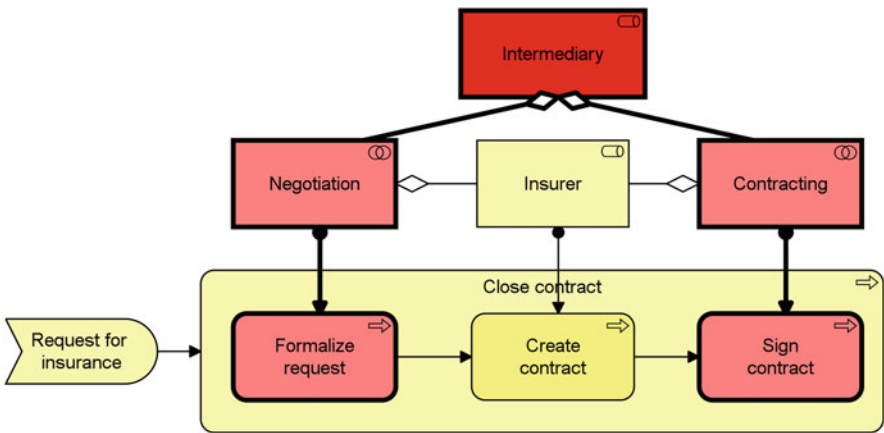 Intermediary
Negotiation
Insurer
Contracting
Close contract
Request for
insurance
Formalize
request
Create
contract
Sign
contract